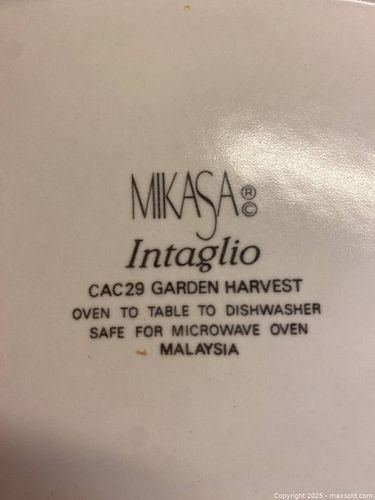 MIKASA ® ©
Intaglio
CAC29 GARDEN HARVEST
OVEN TO TABLE TO DISHWASHER
SAFE FOR MICROWAVE OVEN
MALAYSIA
Copyright © 2025 - maxsold.com